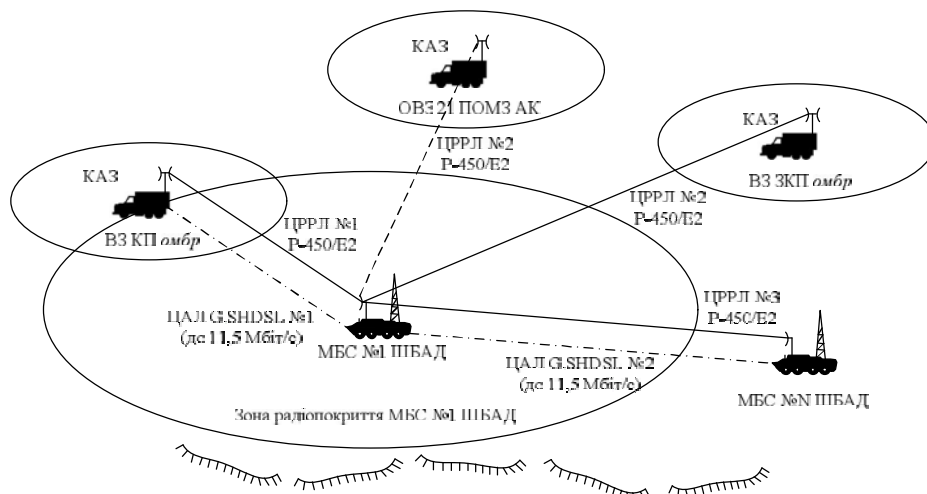 КАЗ
ОВЗ 21 ПОМЗ АК
КАЗ
ВЗ ЗКП омбр
ЦРРЛ №2
Р-450/Е2
КАЗ
ВЗ КП омбр
ЦРРЛ №1
Р-450/Е2
ЦРРЛ №2
Р-450/Е2
ЦРРЛ №3
Р-450/Е2
ЦАЛ G.SHDSL №1
(до 11,5 Мбіт/с)
МБС №1 ШБАД
ЦАЛ G.SHDSL №2
(до 11,5 Мбіт/с)
МБС №N ШБАД
Зона радіопокриття МБС №1 ШБАД